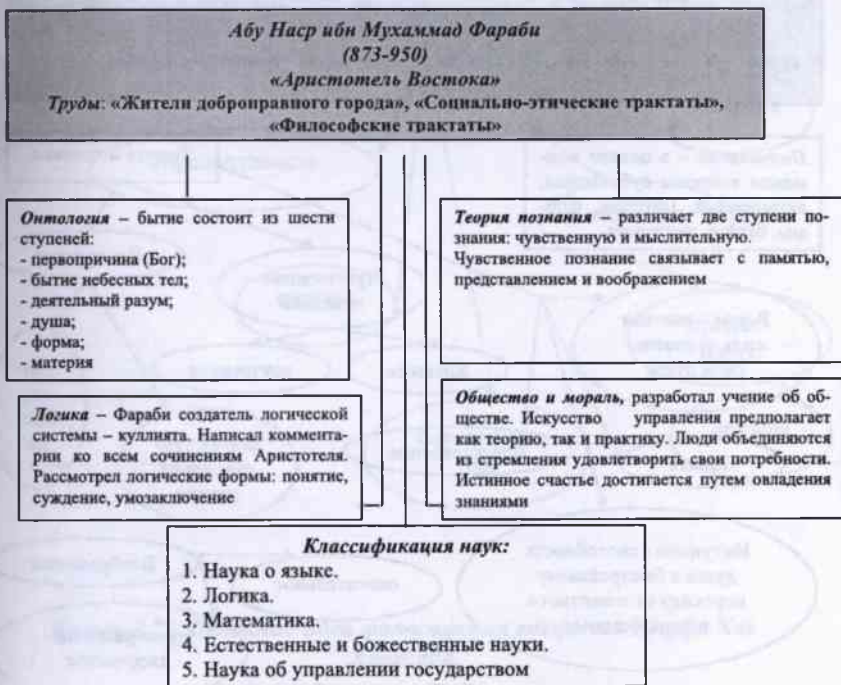 Абу Наср ибн Мухаммад Фараби
(873-950)
«Аристотель Востока»
Труды: «Жители добронравного города», «Социально-этические трактаты»,
«Философские трактаты»
Онтология – бытие состоит из шести
ступеней:
- первопричина (Бог);
- бытие небесных тел;
- деятельный разум;
- душа;
- форма;
- материя
Теория познания – различает две ступени по-
знания: чувственную и мыслительную.
Чувственное познание связывает с памятью,
представлением и воображением
Логика – Фараби создатель логической
системы – куллията. Написал коммента-
рии ко всем сочинениям Аристотеля.
Рассмотрел логические формы: понятие,
суждение, умозаключение
Общество и мораль, разработал учение об об-
ществе. Искусство управления предполагает
как теорию, так и практику. Люди объединяются
из стремления удовлетворить свои потребности.
Истинное счастье достигается путем овладения
знаниями
Классификация наук:
1. Наука о языке.
2. Логика.
3. Математика.
4. Естественные и божественные науки.
5. Наука об управлении государством